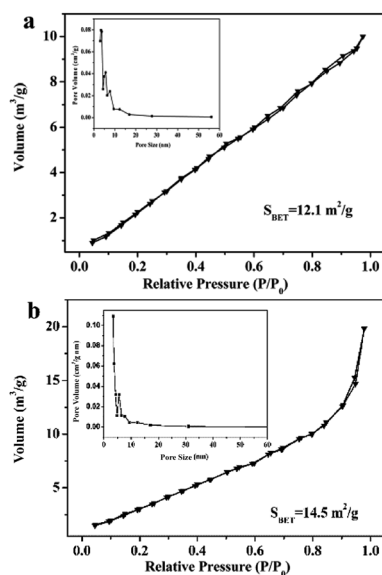 a
10
8
6
4
2
Volume (m³/g)
0.08
0.06
0.04
0.02
0.00
Pore Volume (cm³/g)
0 10 20 30 40 50 60
Pore Size (nm)
S_BET=12.1 m²/g
0.0 0.2 0.4 0.6 0.8 1.0
Relative Pressure (P/P₀)
b
20
15
10
5
Volume (m³/g)
0.10
0.08
0.06
0.04
0.02
0.00
Pore Volume (cm³/g nm)
0 10 20 30 40 50 60
Pore Size (nm)
S_BET=14.5 m²/g
0.0 0.2 0.4 0.6 0.8 1.0
Relative Pressure (P/P₀)